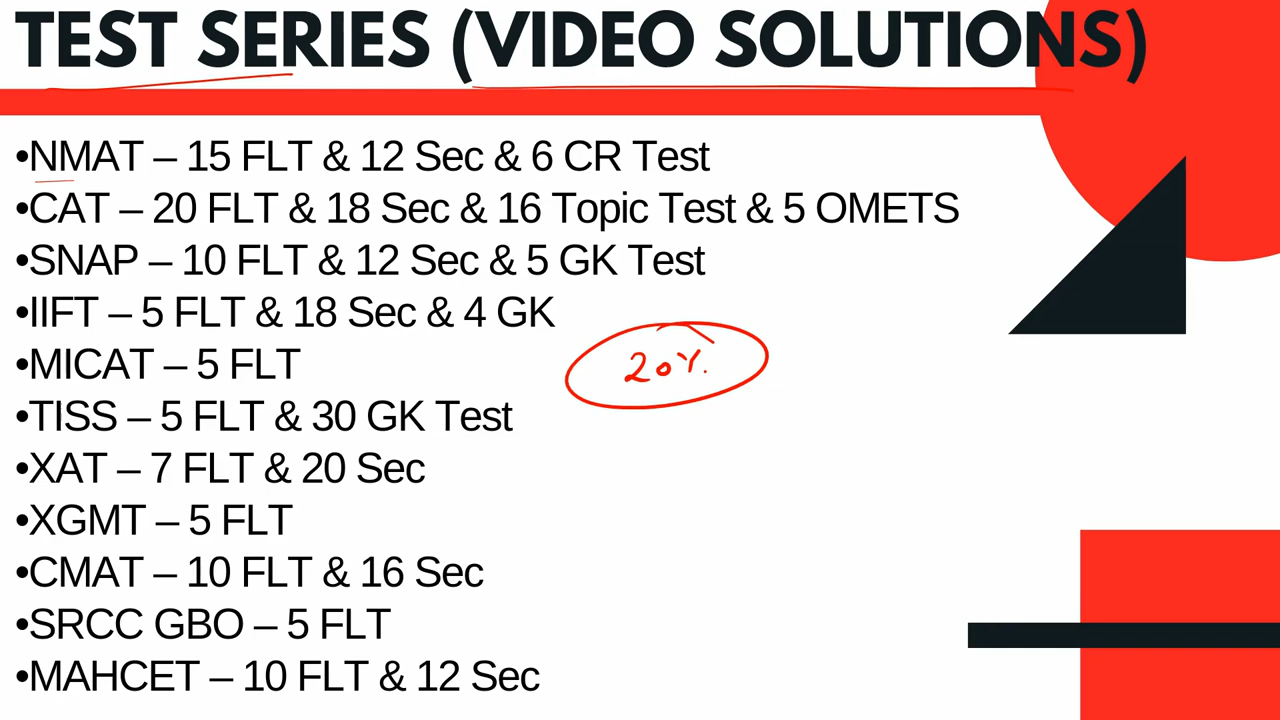 TEST SERIES (VIDEO SOLUTIONS)
•NMAT – 15 FLT & 12 Sec & 6 CR Test
•CAT – 20 FLT & 18 Sec & 16 Topic Test & 5 OMETS
•SNAP – 10 FLT & 12 Sec & 5 GK Test
•IIFT – 5 FLT & 18 Sec & 4 GK
•MICAT – 5 FLT
20%
•TISS – 5 FLT & 30 GK Test
•XAT – 7 FLT & 20 Sec
•XGMT – 5 FLT
•CMAT – 10 FLT & 16 Sec
•SRCC GBO – 5 FLT
•MAHCET – 10 FLT & 12 Sec